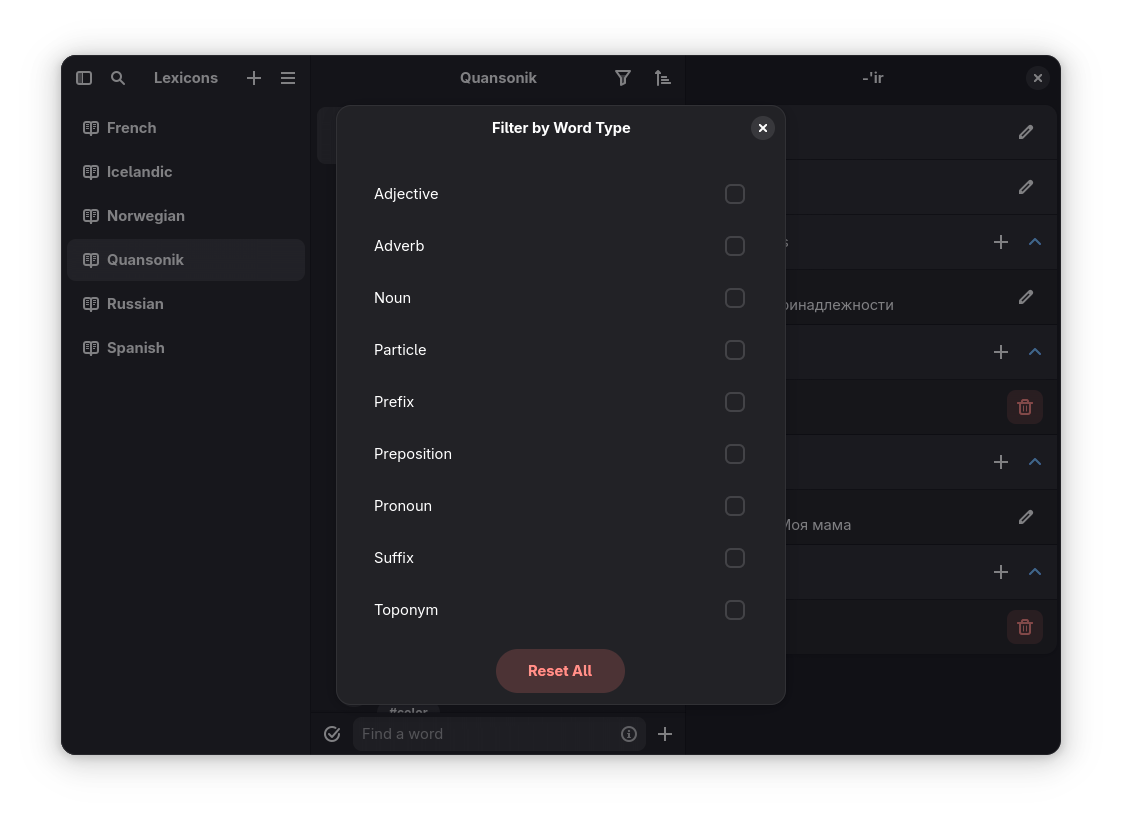 Lexicons
French
Icelandic
Norwegian
Quansonik
Russian
Spanish
Quansonik
-'ir
Filter by Word Type
Adjective
Adverb
Noun
Particle
Prefix
Preposition
Pronoun
Suffix
Toponym
Reset All
Моя мама
#color
Find a word